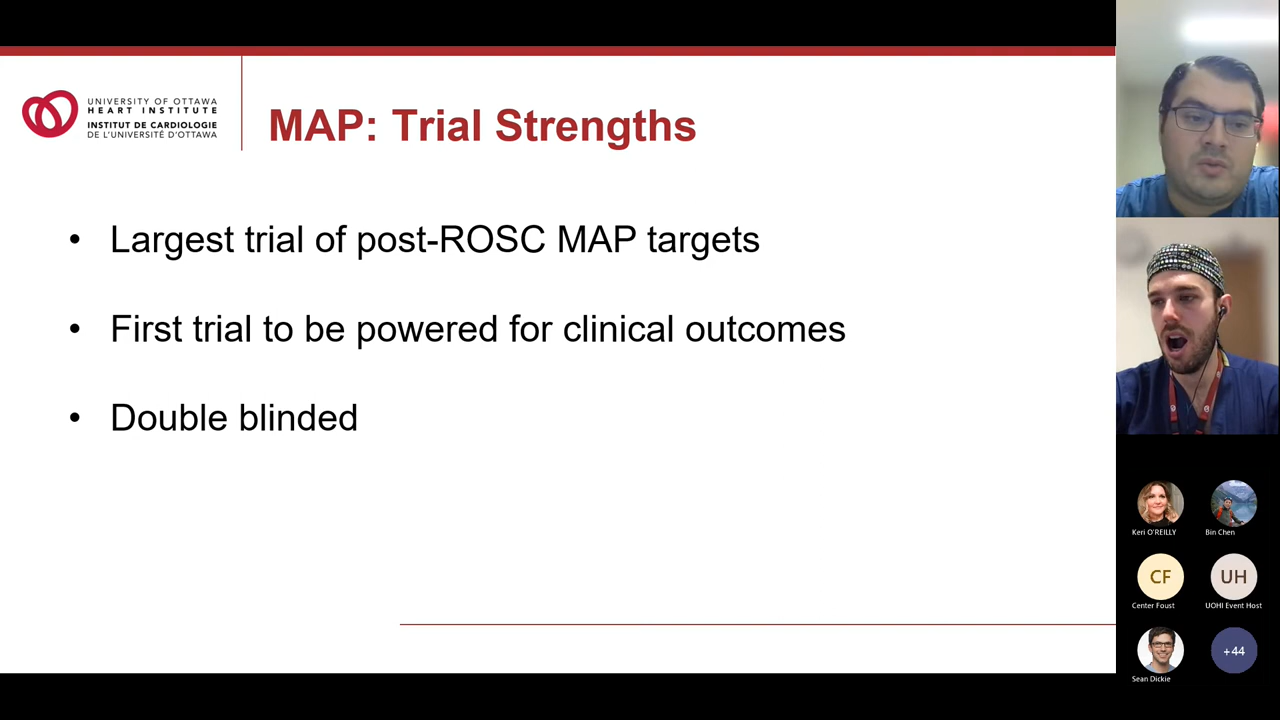 UNIVERSITY OF OTTAWA
HEART INSTITUTE
INSTITUT DE CARDIOLOGIE
DE L'UNIVERSITÉ D'OTTAWA
MAP: Trial Strengths
• Largest trial of post-ROSC MAP targets
• First trial to be powered for clinical outcomes
• Double blinded
Keri O'REILLY
Bin Chen
CF
Center Foust
UH
UOHI Event Host
Sean Dickie
+44